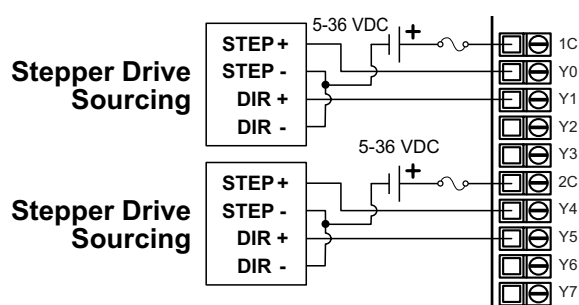 5-36 VDC
+
Stepper Drive
Sourcing
STEP +
STEP -
DIR +
DIR -
1C
Y0
Y1
Y2
Y3
5-36 VDC
+
Stepper Drive
Sourcing
STEP +
STEP -
DIR +
DIR -
2C
Y4
Y5
Y6
Y7